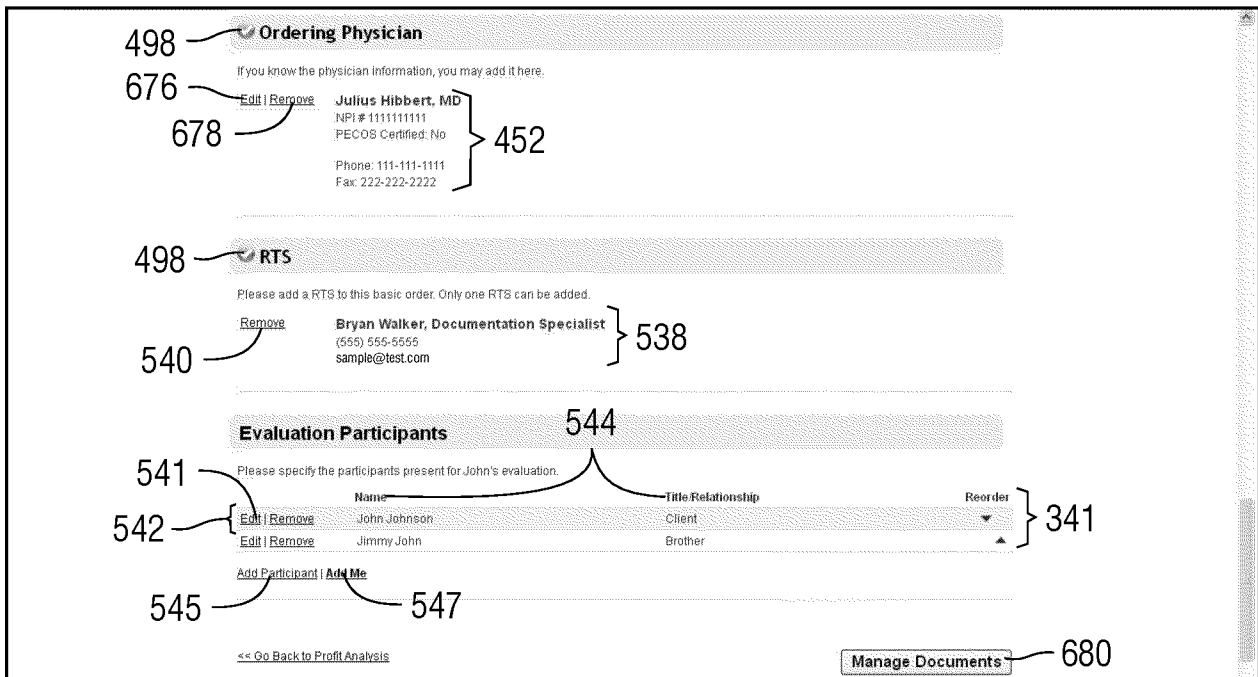 498 Ordering Physician
If you know the physician information, you may add it here.
676 Edit | Remove Julius Hibbert, MD
678 NPI # 1111111111
PECOS Certified: No
452
Phone: 111-111-1111
Fax: 222-222-2222
498 RTS
Please add a RTS to this basic order. Only one RTS can be added.
Remove Bryan Walker, Documentation Specialist
540 (555) 555-5555 538
sample@test.com
Evaluation Participants 544
541 Please specify the participants present for John's evaluation.
Name Title/Relationship Reorder
542 Edit | Remove John Johnson Client 341
Edit | Remove Jimmy John Brother
Add Participant | Add Me
545 547
<< Go Back to Profit Analysis Manage Documents 680